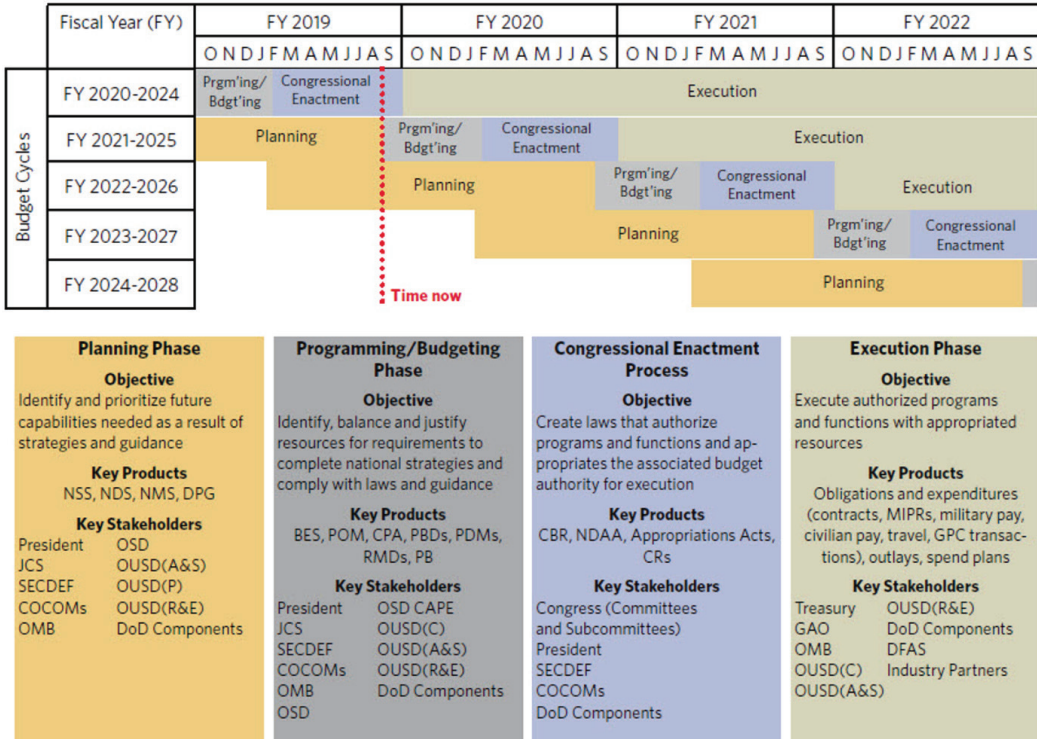 Fiscal Year (FY) FY 2019 FY 2020 FY 2021 FY 2022
O N D J F M A M J J A S O N D J F M A M J J A S O N D J F M A M J J A S O N D J F M A M J J A S
Budget Cycles
FY 2020-2024 Prgm'ing/ Bdgt'ing Congressional Enactment Execution
FY 2021-2025 Planning Prgm'ing/ Bdgt'ing Congressional Enactment Execution
FY 2022-2026 Planning Prgm'ing/ Bdgt'ing Congressional Enactment Execution
FY 2023-2027 Planning Prgm'ing/ Bdgt'ing Congressional Enactment
FY 2024-2028 Planning
Time now
Planning Phase
Objective
Identify and prioritize future
capabilities needed as a result of
strategies and guidance
Key Products
NSS, NDS, NMS, DPG
Key Stakeholders
President OSD
JCS OUSD(A&S)
SECDEF OUSD(P)
COCOMs OUSD(R&E)
OMB DoD Components
Programming/Budgeting
Phase
Objective
Identify, balance and justify
resources for requirements to
complete national strategies and
comply with laws and guidance
Key Products
BES, POM, CPA, PBDs, PDMs,
RMDs, PB
Key Stakeholders
President OSD CAPE
JCS OUSD(C)
SECDEF OUSD(A&S)
COCOMs OUSD(R&E)
OMB DoD Components
OSD
Congressional Enactment
Process
Objective
Create laws that authorize
programs and functions and ap-
propriates the associated budget
authority for execution
Key Products
CBR, NDAA, Appropriations Acts,
CRs
Key Stakeholders
Congress (Committees
and Subcommittees)
President
SECDEF
COCOMs
DoD Components
Execution Phase
Objective
Execute authorized programs
and functions with appropriated
resources
Key Products
Obligations and expenditures
(contracts, MIPRs, military pay,
civilian pay, travel, GPC transac-
tions), outlays, spend plans
Key Stakeholders
Treasury OUSD(R&E)
GAO DoD Components
OMB DFAS
OUSD(C) Industry Partners
OUSD(A&S)